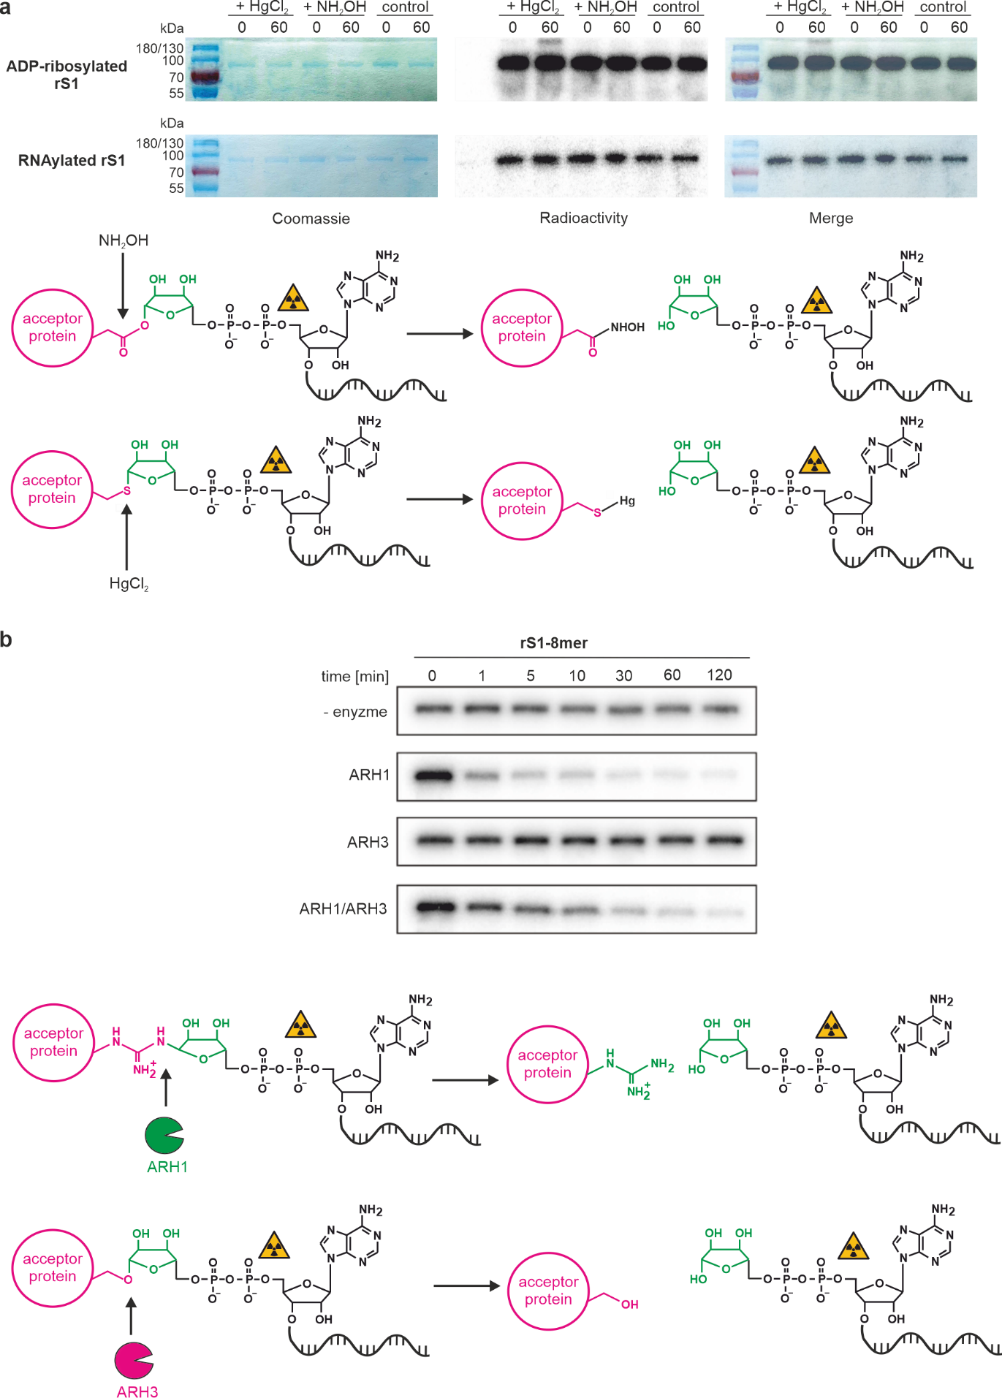 a
+ HgCl2 + NH2OH control + HgCl2 + NH2OH control + HgCl2 + NH2OH control
kDa 0 60 0 60 0 60 0 60 0 60 0 60 0 60 0 60 0 60
ADP-ribosylated
rS1
180/130
100
70
55
kDa
RNAylated rS1
180/130
100
70
55
Coomassie Radioactivity Merge
NH2OH
acceptor
protein
O
O
OH OH
O
O-P-O-P-O
O O
O- O-
NH2
N N
N N
O
O OH
acceptor
protein
NHOH
O
OH OH
HO O
O-P-O-P-O
O O
O- O-
NH2
N N
N N
O
O OH
acceptor
protein
S
OH OH
O
O-P-O-P-O
O O
O- O-
NH2
N N
N N
O
O OH
HgCl2
acceptor
protein
S-Hg
OH OH
OH O
O-P-O-P-O
O O
O- O-
NH2
N N
N N
O
O OH
b
rS1-8mer
time [min] 0 1 5 10 30 60 120
- enyzme
ARH1
ARH3
ARH1/ARH3
acceptor
protein
H H
N N
NH2+
OH OH
O
O-P-O-P-O
O O
O- O-
NH2
N N
N N
O
O OH
ARH1
acceptor
protein
H
N NH2
NH2+
OH OH
HO O
O-P-O-P-O
O O
O- O-
NH2
N N
N N
O
O OH
acceptor
protein
O
OH OH
O
O-P-O-P-O
O O
O- O-
NH2
N N
N N
O
O OH
ARH3
acceptor
protein
OH
OH OH
HO O
O-P-O-P-O
O O
O- O-
NH2
N N
N N
O
O OH